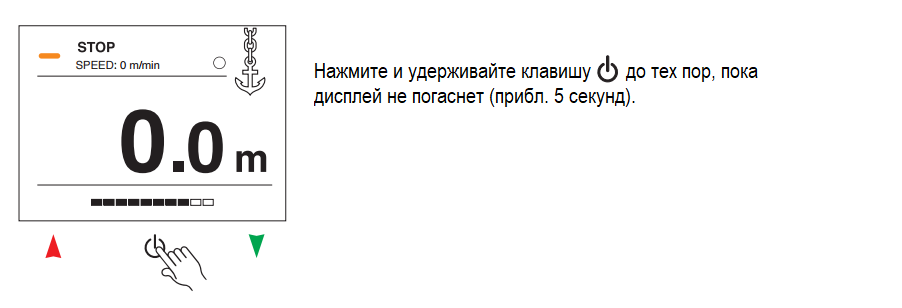 STOP
SPEED: 0 m/min
0.0 m
Нажмите и удерживайте клавишу до тех пор, пока
дисплей не погаснет (прибл. 5 секунд).